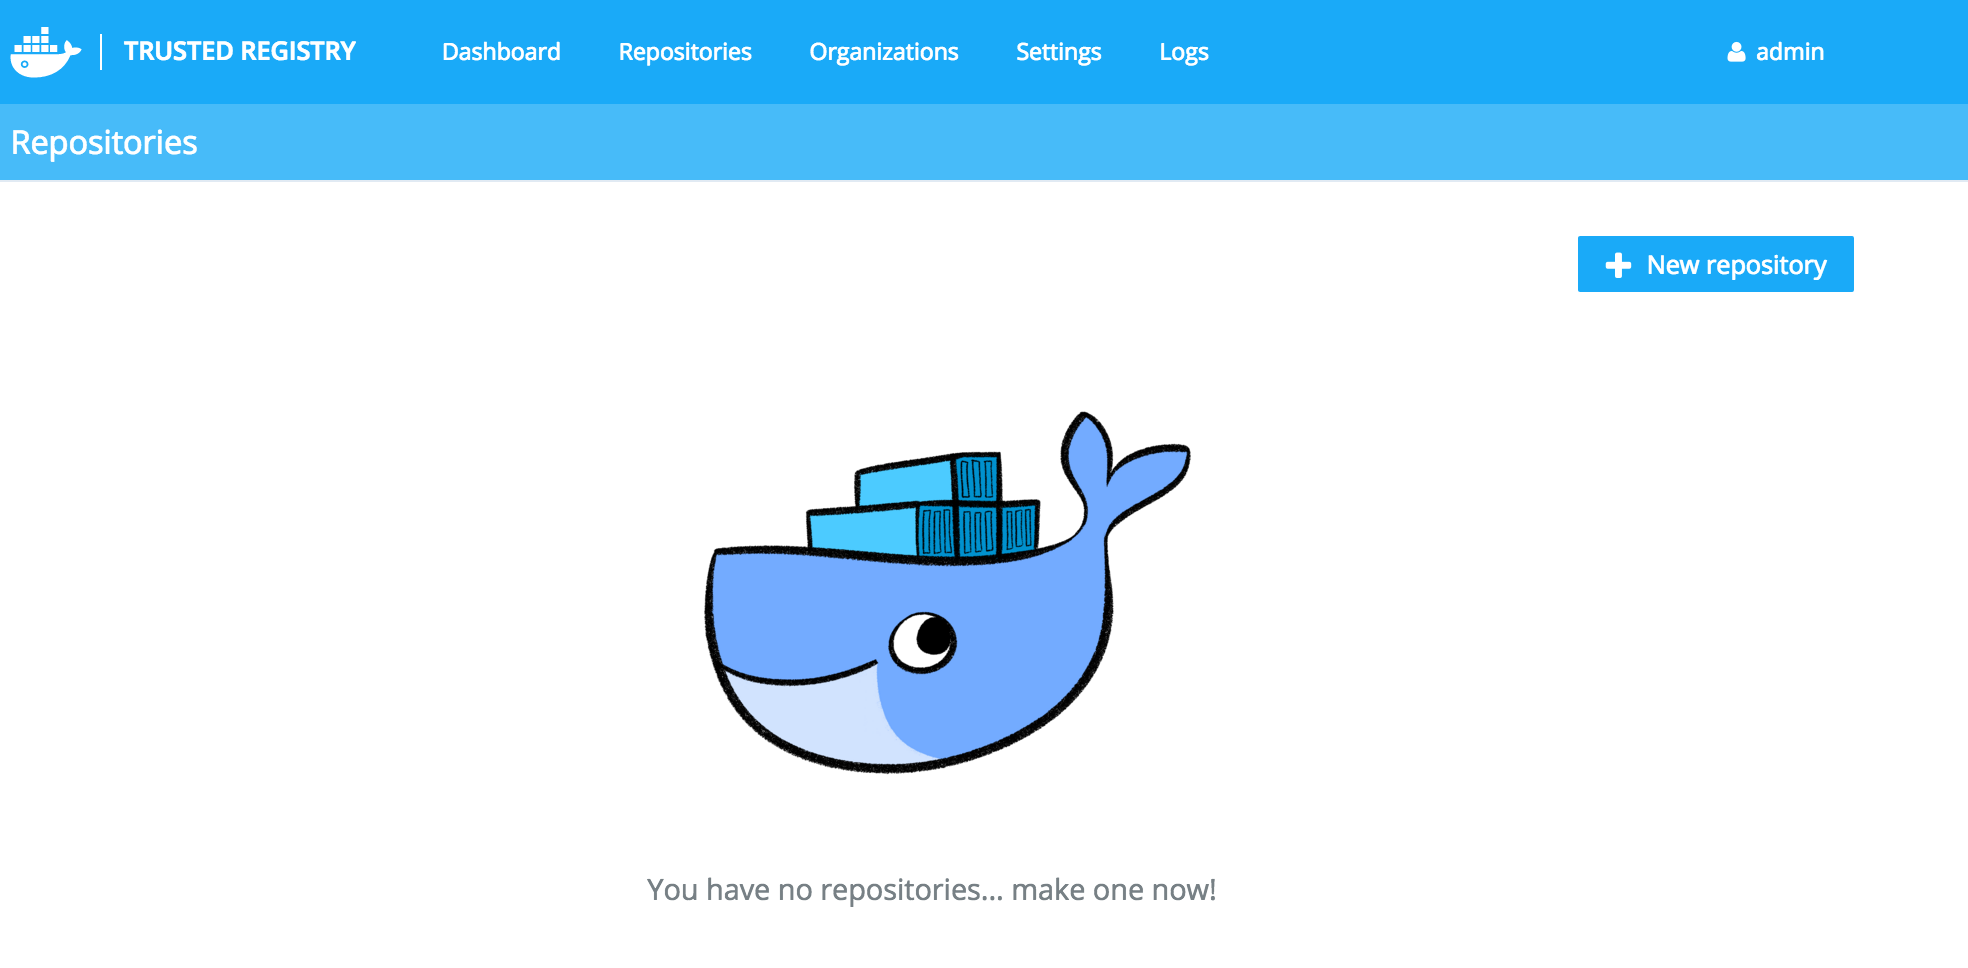 TRUSTED REGISTRY Dashboard Repositories Organizations Settings Logs admin
Repositories
New repository
You have no repositories... make one now!